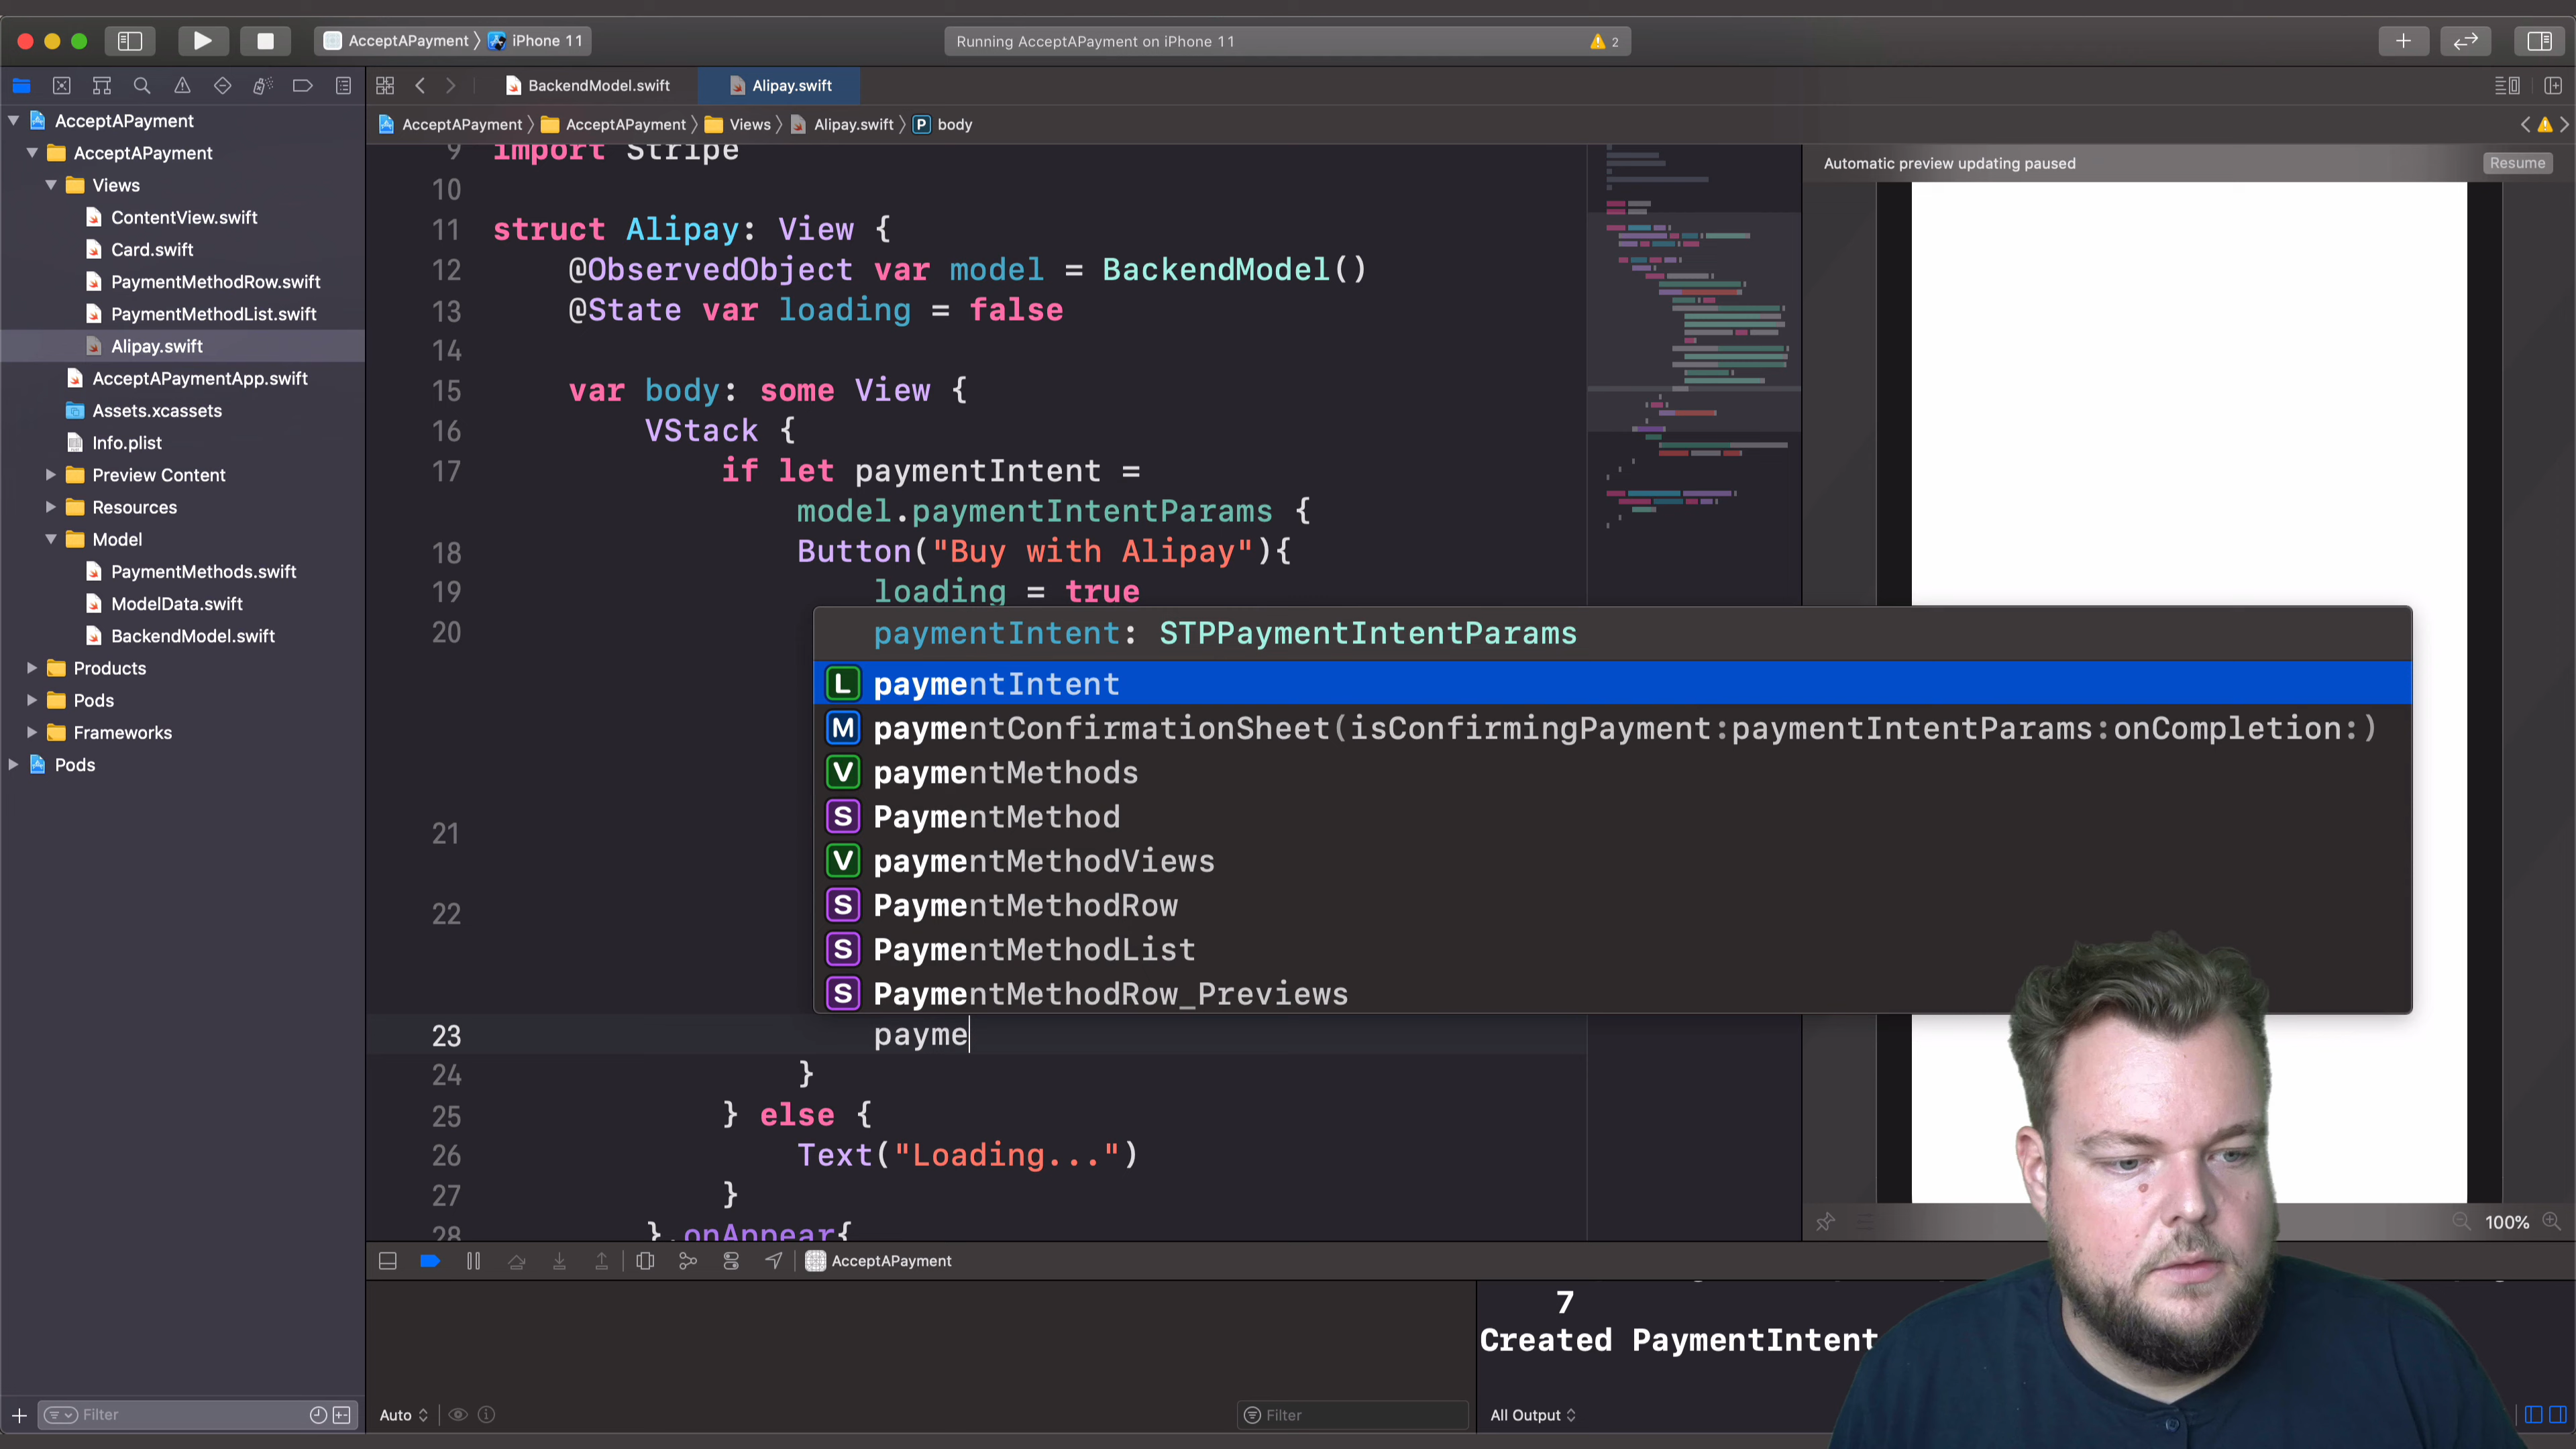 AcceptAPayment
iPhone 11
Running AcceptAPayment on iPhone 11
2
BackendModel.swift
Alipay.swift
AcceptAPayment
AcceptAPayment
Views
Alipay.swift
P
body
AcceptAPayment
AcceptAPayment
Views
ContentView.swift
Card.swift
PaymentMethodRow.swift
PaymentMethodList.swift
Alipay.swift
AcceptAPaymentApp.swift
Assets.xcassets
Info.plist
Preview Content
Resources
Model
PaymentMethods.swift
ModelData.swift
BackendModel.swift
Products
Pods
Frameworks
Pods
Filter
9 import Stripe
10
11 struct Alipay: View {
12 @ObservedObject var model = BackendModel()
13 @State var loading = false
14
15 var body: some View {
16 VStack {
17 if let paymentIntent =
model.paymentIntentParams {
18 Button("Buy with Alipay"){
19 loading = true
20
paymentIntent: STPPaymentIntentParams
L paymentIntent
M paymentConfirmationSheet(isConfirmingPayment:paymentIntentParams:onCompletion:)
V paymentMethods
S PaymentMethod
V paymentMethodViews
S PaymentMethodRow
S PaymentMethodList
S PaymentMethodRow_Previews
21
22
23 payme
24 }
25 } else {
26 Text("Loading...")
27 }
28 }.onAppear{
Automatic preview updating paused
Resume
100%
AcceptAPayment
7
Created PaymentIntent
Auto
Filter
All Output